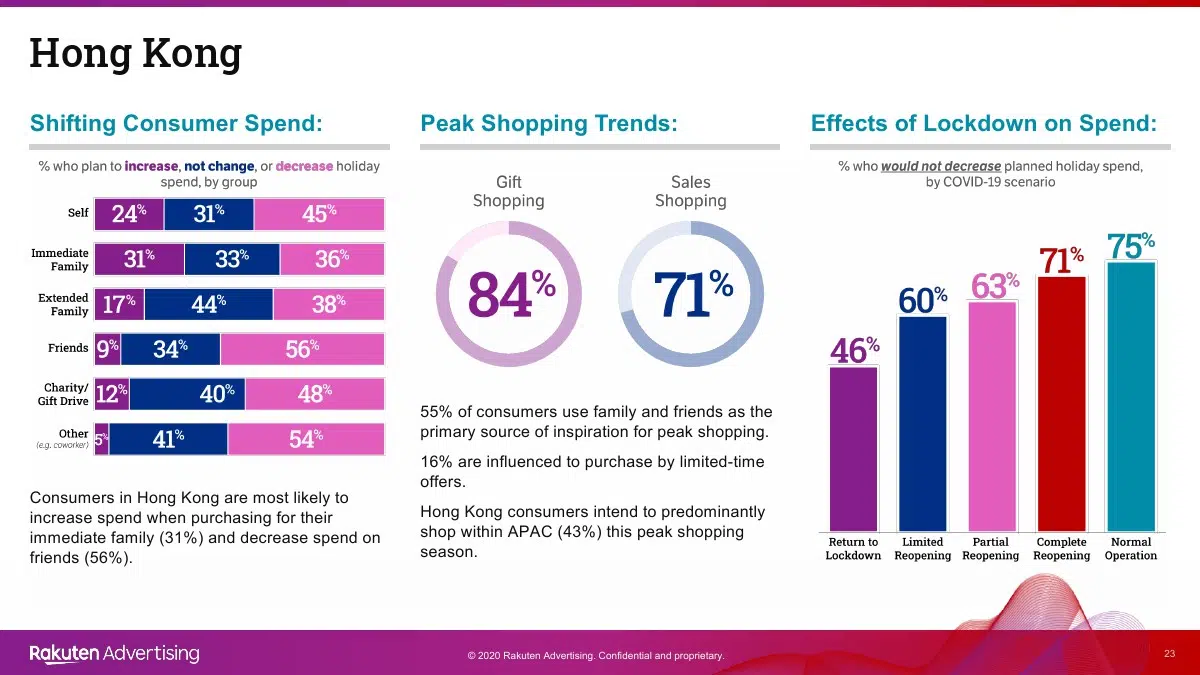 Hong Kong
Shifting Consumer Spend:
% who plan to increase, not change, or decrease holiday
spend, by group
Self 24% 31% 45%
Immediate
Family 31% 33% 36%
Extended
Family 17% 44% 38%
Friends 9% 34% 56%
Charity/
Gift Drive 12% 40% 48%
Other
(e.g. coworker) 5% 41% 54%
Consumers in Hong Kong are most likely to
increase spend when purchasing for their
immediate family (31%) and decrease spend on
friends (56%).
Peak Shopping Trends:
Gift
Shopping
84%
Sales
Shopping
71%
55% of consumers use family and friends as the
primary source of inspiration for peak shopping.
16% are influenced to purchase by limited-time
offers.
Hong Kong consumers intend to predominantly
shop within APAC (43%) this peak shopping
season.
Effects of Lockdown on Spend:
% who would not decrease planned holiday spend,
by COVID-19 scenario
46% 60% 63% 71% 75%
Return to
Lockdown
Limited
Reopening
Partial
Reopening
Complete
Reopening
Normal
Operation
Rakuten Advertising
© 2020 Rakuten Advertising. Confidential and proprietary.
23